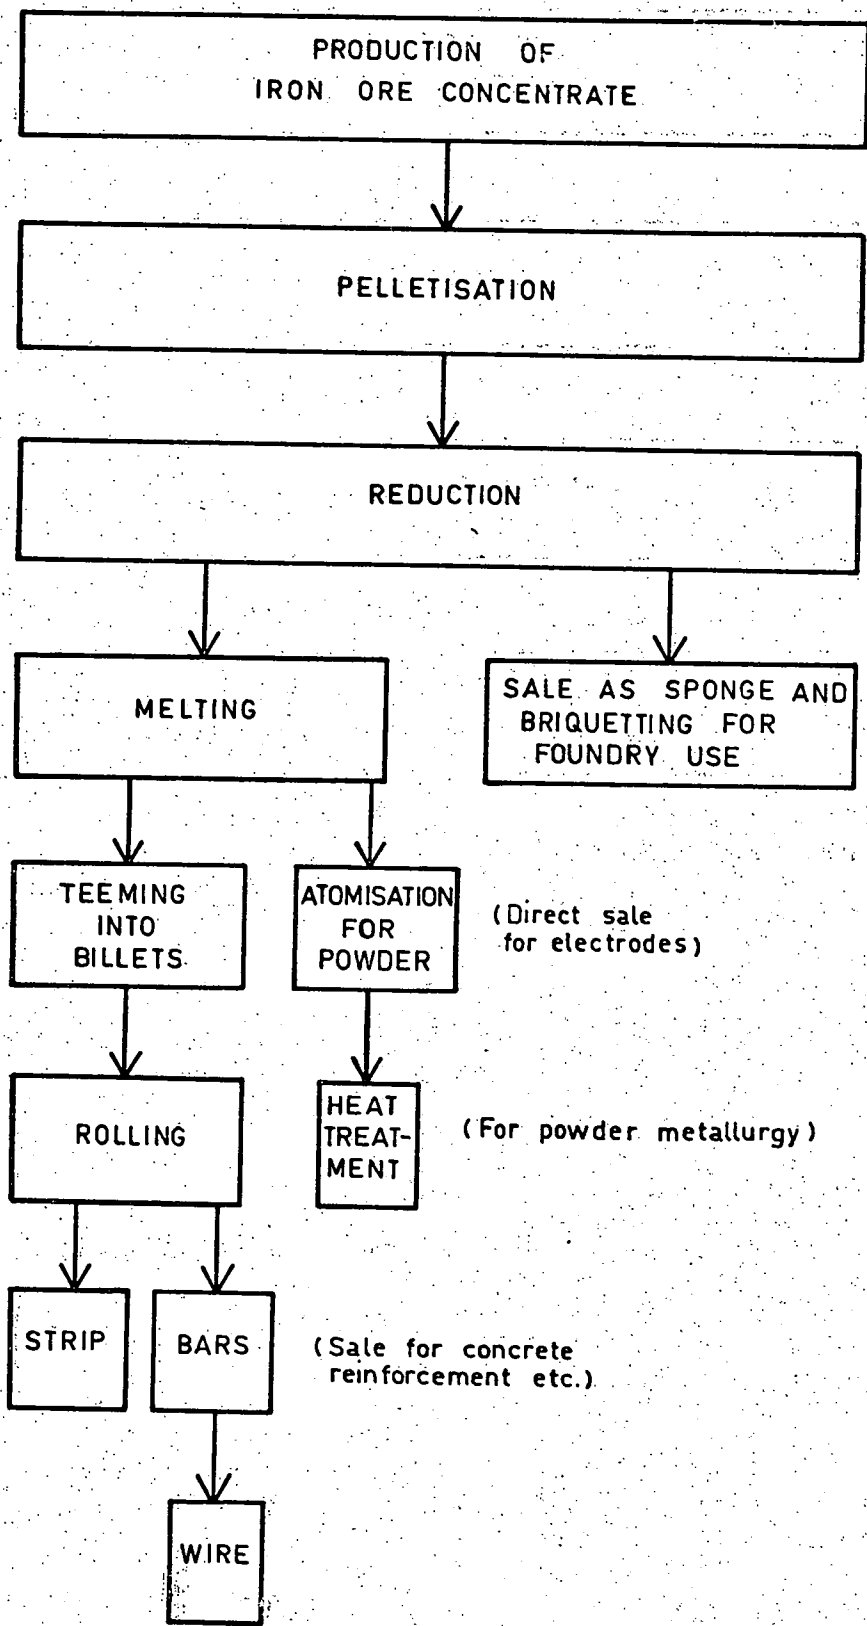 PRODUCTION OF
IRON ORE CONCENTRATE
PELLETISATION
REDUCTION
MELTING
SALE AS SPONGE AND
BRIQUETTING FOR
FOUNDRY USE
TEEMING
INTO
BILLETS
ATOMISATION
FOR
POWDER
(Direct sale
for electrodes)
ROLLING
HEAT
TREAT-
MENT
(For powder metallurgy)
STRIP
BARS
(Sale for concrete
reinforcement etc.)
WIRE